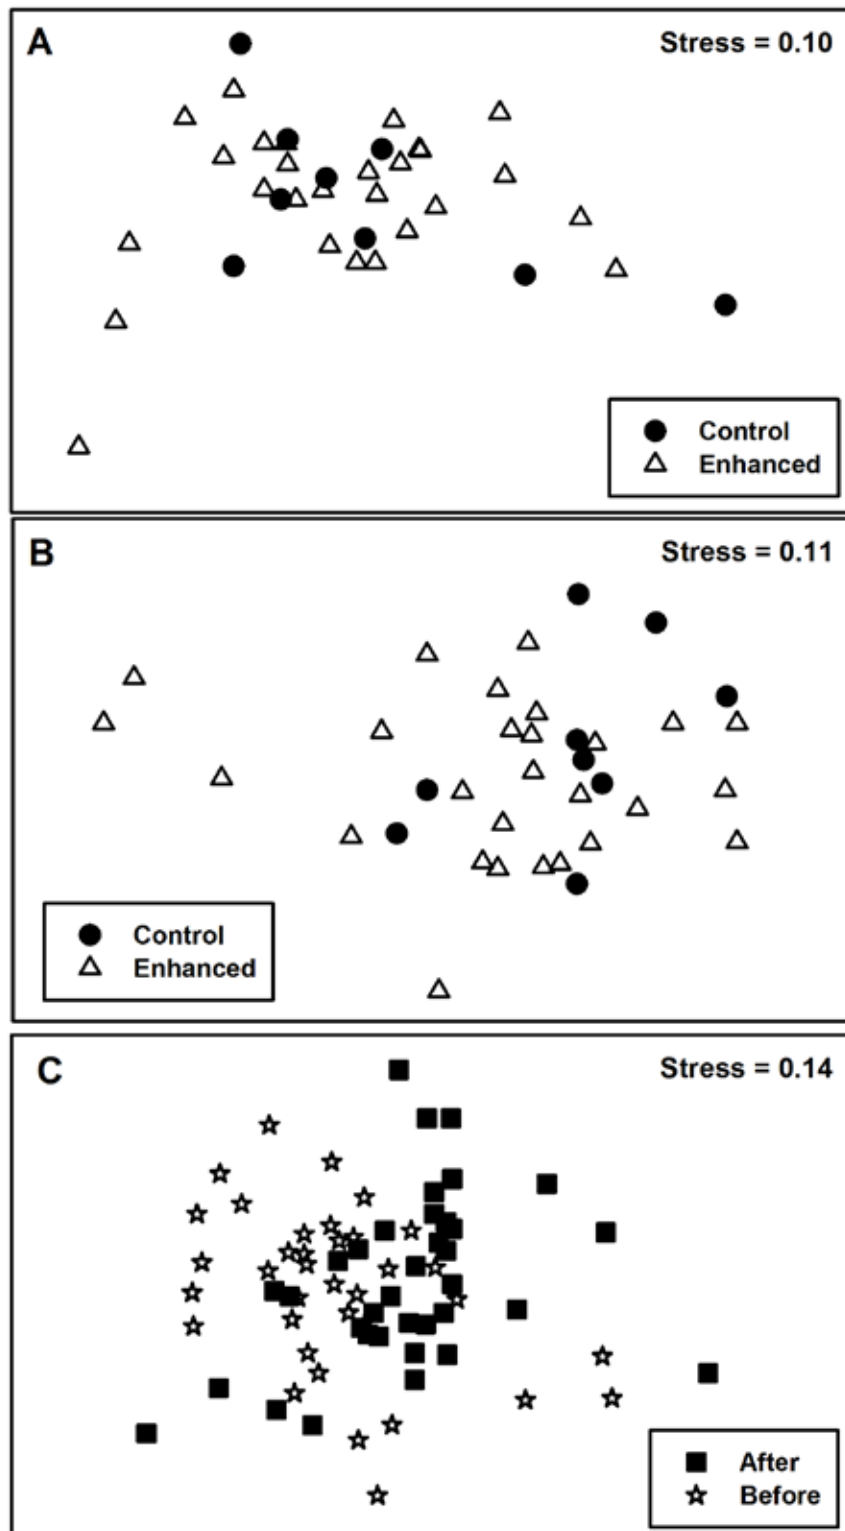 A
Stress = 0.10
Control
Enhanced
B
Stress = 0.11
Control
Enhanced
C
Stress = 0.14
After
Before